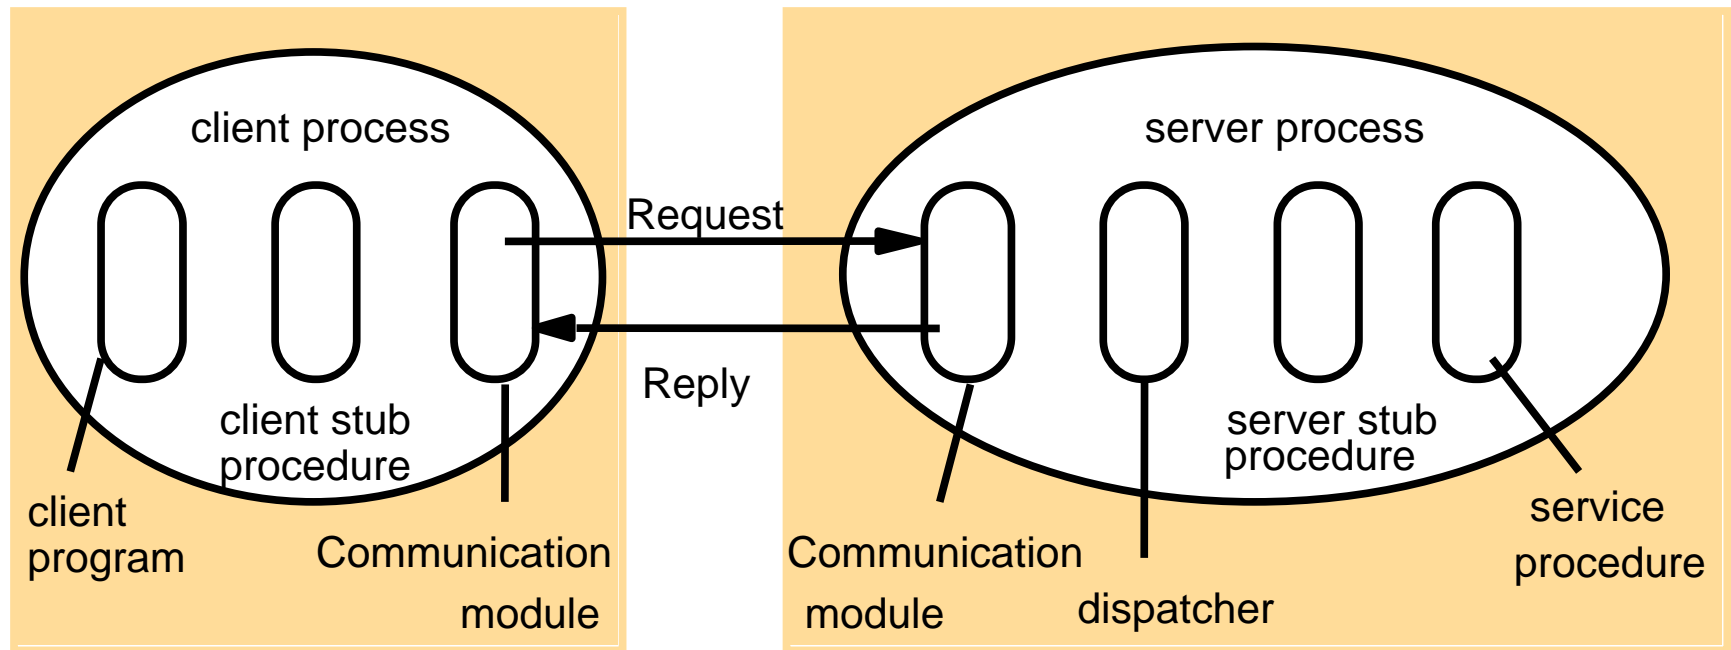 client process
server process
Request
Reply
client stub
procedure
server stub
procedure
client
program
Communication
module
Communication
module
dispatcher
service
procedure